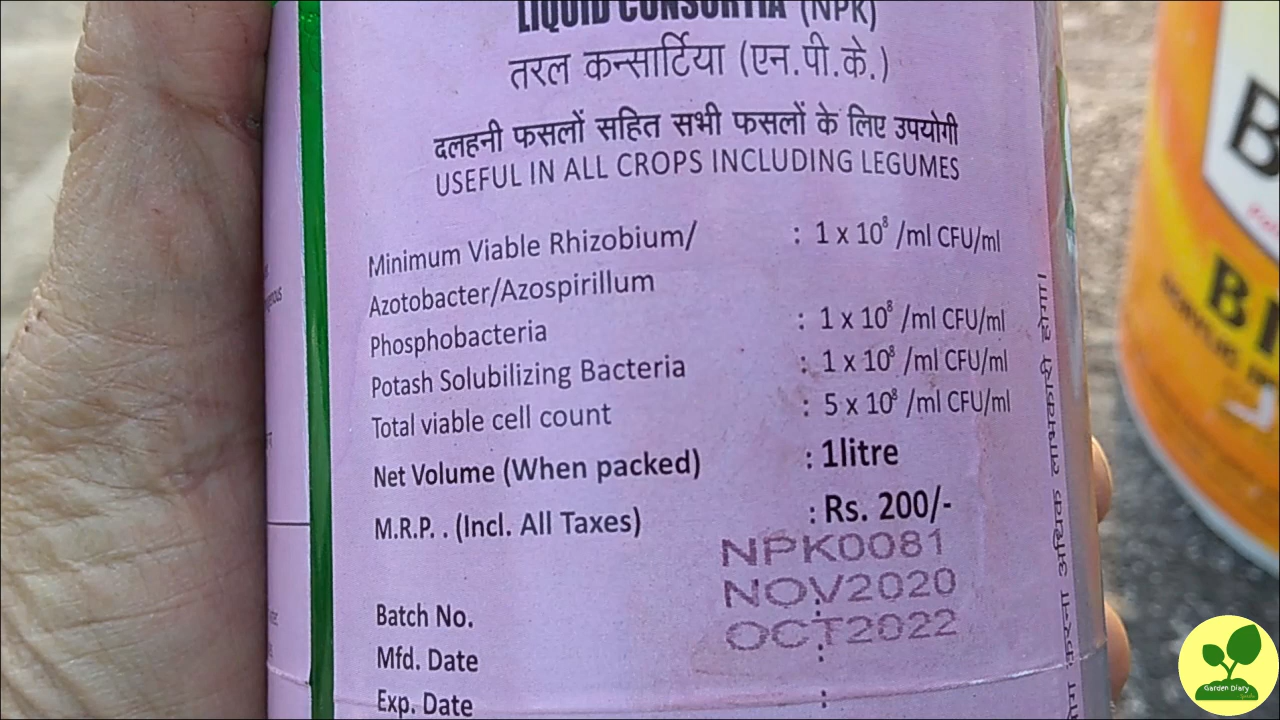 LIQUID CONSORTIA (NPK)
तरल कन्सार्टिया (एन.पी.के.)
दलहनी फसलों सहित सभी फसलों के लिए उपयोगी
USEFUL IN ALL CROPS INCLUDING LEGUMES
Minimum Viable Rhizobium/ : 1 x 10⁸ /ml CFU/ml
Azotobacter/Azospirillum
Phosphobacteria : 1 x 10⁸ /ml CFU/ml
Potash Solubilizing Bacteria : 1 x 10⁸ /ml CFU/ml
Total viable cell count : 5 x 10⁸ /ml CFU/ml
Net Volume (When packed) : 1litre
M.R.P. . (Incl. All Taxes) : Rs. 200/-
NPK0081
NOV2020
OCT2022
Batch No. :
Mfd. Date :
Exp. Date :
करना अधिक लाभकारी होगा।
Garden Diary